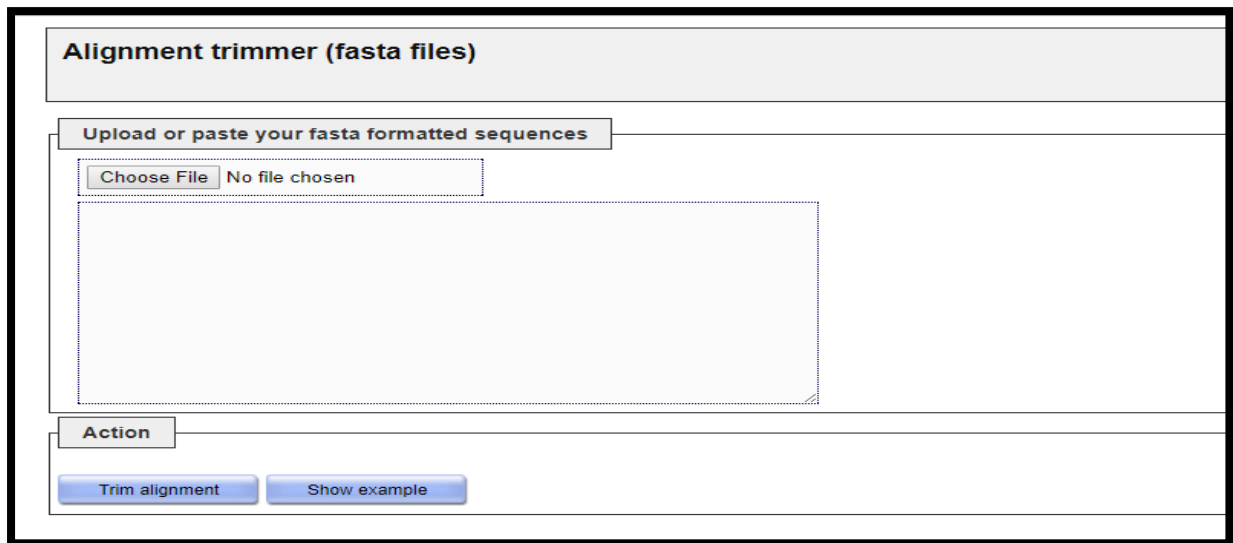 Alignment trimmer (fasta files)
Upload or paste your fasta formatted sequences
Choose File No file chosen
Action
Trim alignment Show example